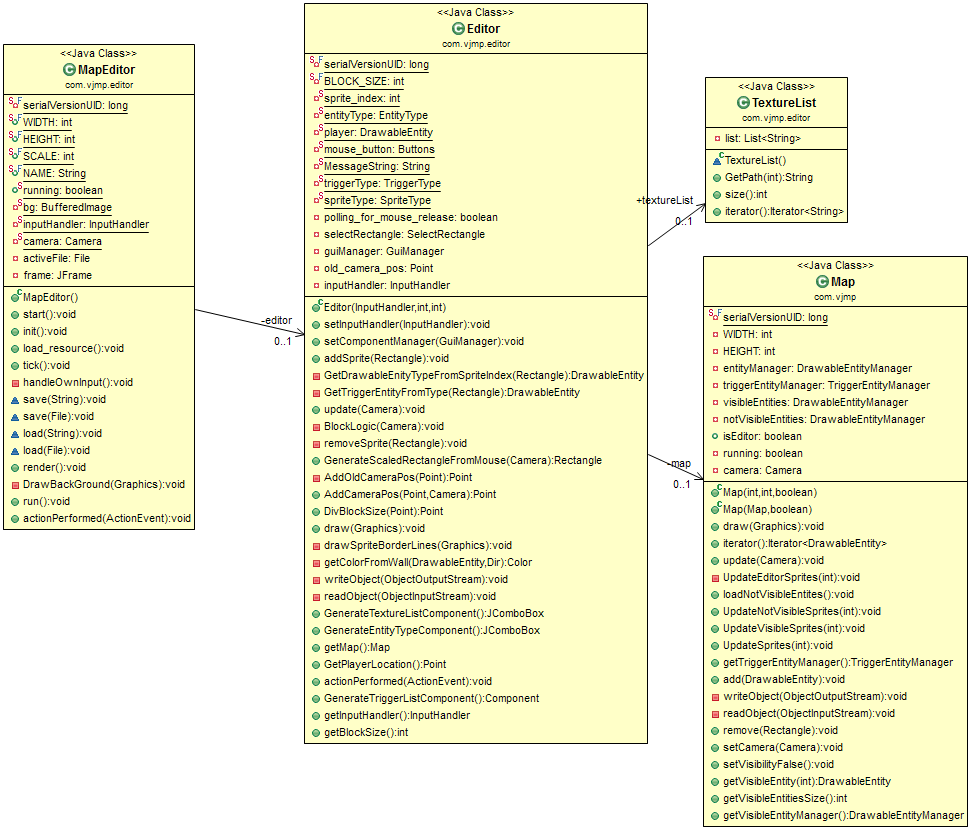 <<Java Class>>
MapEditor
com.vjmp.editor
serialVersionUID: long
WIDTH: int
HEIGHT: int
SCALE: int
NAME: String
running: boolean
bg: BufferedImage
inputHandler: InputHandler
camera: Camera
activeFile: File
frame: JFrame
MapEditor()
start():void
init():void
load_resource():void
tick():void
handleOwnInput():void
save(String):void
save(File):void
load(String):void
load(File):void
render():void
DrawBackGround(Graphics):void
run():void
actionPerformed(ActionEvent):void
-editor
0..1
<<Java Class>>
Editor
com.vjmp.editor
serialVersionUID: long
BLOCK_SIZE: int
sprite_index: int
entityType: EntityType
player: DrawableEntity
mouse_button: Buttons
MessageString: String
triggerType: TriggerType
spriteType: SpriteType
polling_for_mouse_release: boolean
selectRectangle: SelectRectangle
guiManager: GuiManager
old_camera_pos: Point
inputHandler: InputHandler
Editor(InputHandler,int,int)
setInputHandler(InputHandler):void
setComponentManager(GuiManager):void
addSprite(Rectangle):void
GetDrawableEnityTypeFromSpriteIndex(Rectangle):DrawableEntity
GetTriggerEntityFromType(Rectangle):DrawableEntity
update(Camera):void
BlockLogic(Camera):void
removeSprite(Rectangle):void
GenerateScaledRectangleFromMouse(Camera):Rectangle
AddOldCameraPos(Point):Point
AddCameraPos(Point,Camera):Point
DivBlockSize(Point):Point
draw(Graphics):void
drawSpriteBorderLines(Graphics):void
getColorFromWall(DrawableEntity,Dir):Color
writeObject(ObjectOutputStream):void
readObject(ObjectInputStream):void
GenerateTextureListComponent():JComboBox
GenerateEntityTypeComponent():JComboBox
getMap():Map
GetPlayerLocation():Point
actionPerformed(ActionEvent):void
GenerateTriggerListComponent():Component
getInputHandler():InputHandler
getBlockSize():int
+textureList
0..1
-map
0..1
<<Java Class>>
TextureList
com.vjmp.editor
list: List<String>
TextureList()
GetPath(int):String
size():int
iterator():Iterator<String>
<<Java Class>>
Map
com.vjmp
serialVersionUID: long
WIDTH: int
HEIGHT: int
entityManager: DrawableEntityManager
triggerEntityManager: TriggerEntityManager
visibleEntities: DrawableEntityManager
notVisibleEntities: DrawableEntityManager
isEditor: boolean
running: boolean
camera: Camera
Map(int,int,boolean)
Map(Map,boolean)
draw(Graphics):void
iterator():Iterator<DrawableEntity>
update(Camera):void
UpdateEditorSprites(int):void
loadNotVisibleEntites():void
UpdateNotVisibleSprites(int):void
UpdateVisibleSprites(int):void
UpdateSprites(int):void
getTriggerEntityManager():TriggerEntityManager
add(DrawableEntity):void
writeObject(ObjectOutputStream):void
readObject(ObjectInputStream):void
remove(Rectangle):void
setCamera(Camera):void
setVisibilityFalse():void
getVisibleEntity(int):DrawableEntity
getVisibleEntitiesSize():int
getVisibleEntityManager():DrawableEntityManager